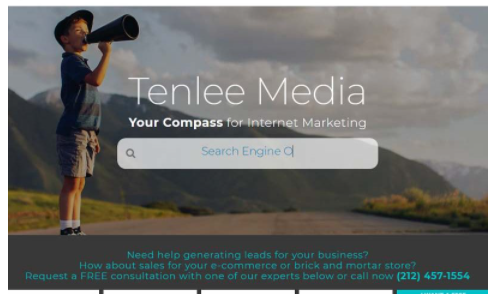 Tenlee Media
Your Compass for Internet Marketing
Search Engine O
Need help generating leads for your business?
How about sales for your e-commerce or brick and mortar store?
Request a FREE consultation with one of our experts below or call now (212) 457-1554